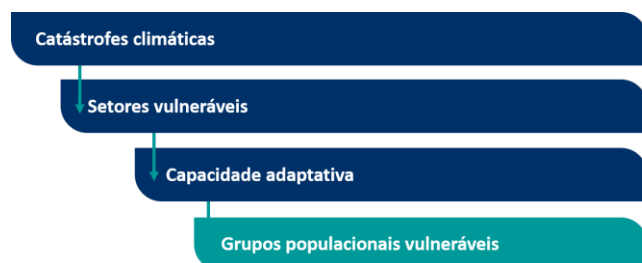 Catástrofes climáticas
Setores vulneráveis
Capacidade adaptativa
Grupos populacionais vulneráveis